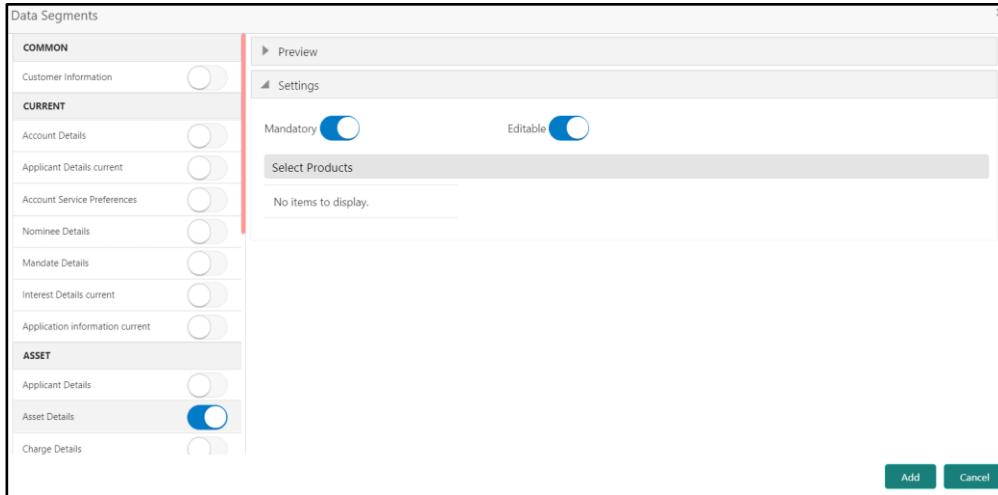 Data Segments
COMMON
Customer Information
CURRENT
Account Details
Applicant Details current
Account Service Preferences
Nominee Details
Mandate Details
Interest Details current
Application information current
ASSET
Applicant Details
Asset Details
Charge Details
Preview
Settings
Mandatory Editable
Select Products
No items to display.
Add Cancel